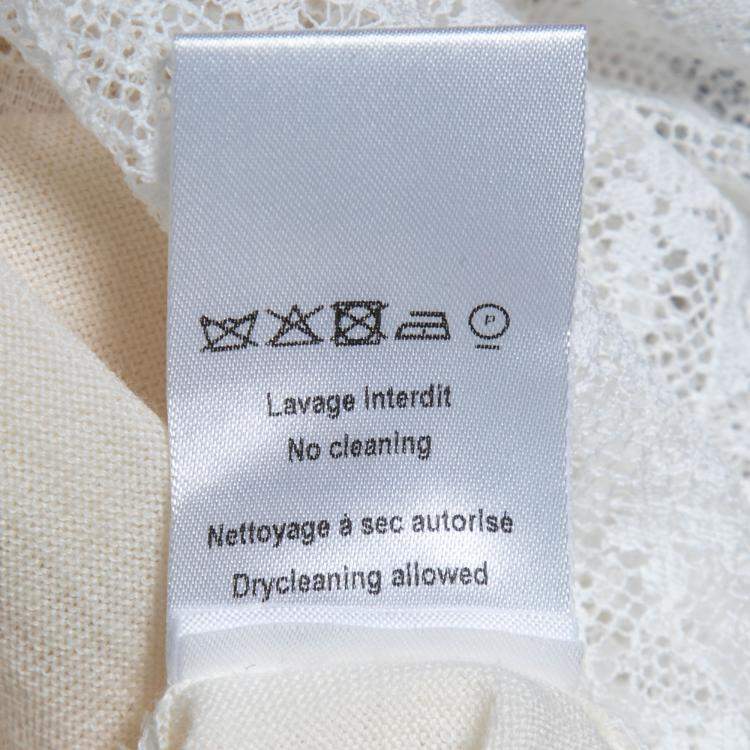 P
Lavage Interdit
No cleaning
Nettoyage à sec autorisé
Drycleaning allowed